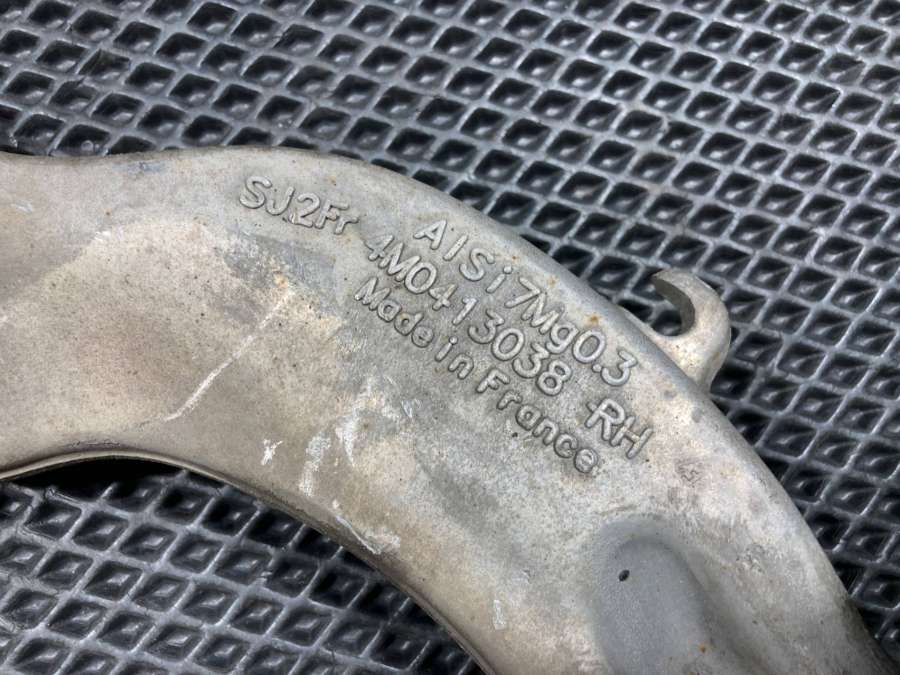 AlSi7Mg0.3
SJ2Fr 4M0413038 RH
Made in France